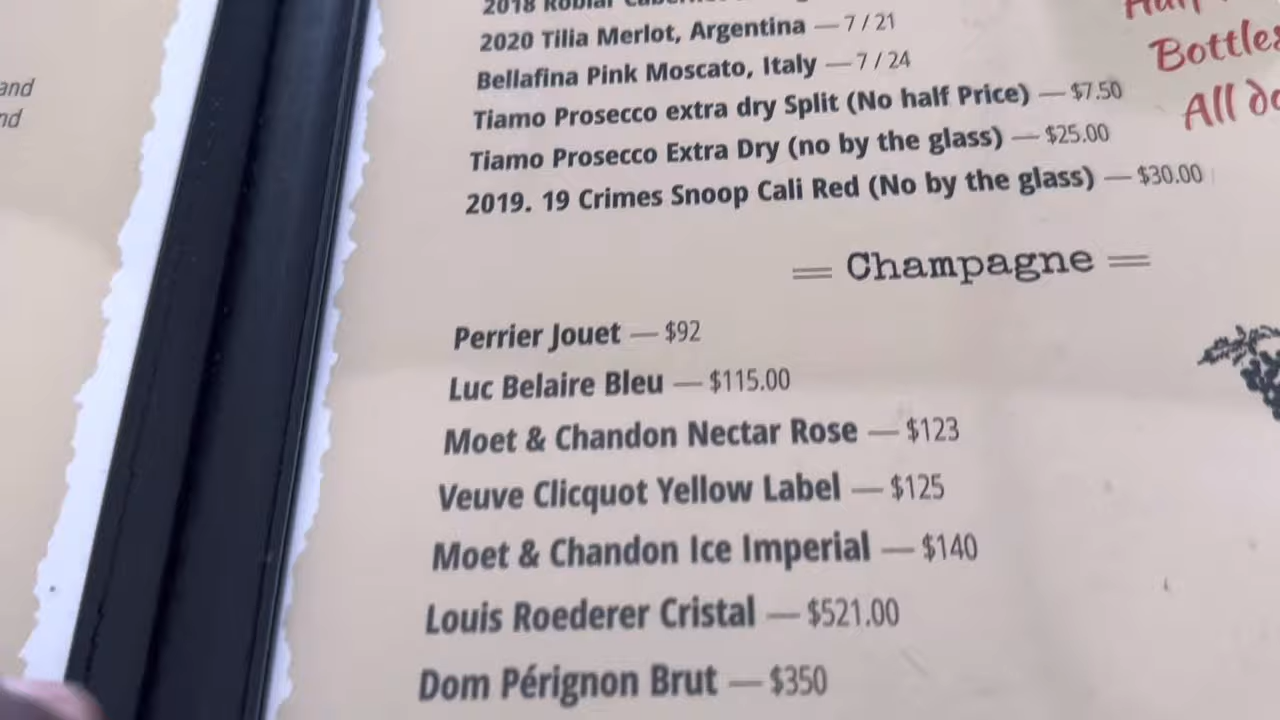 and
nd
2018
2020 Tilia Merlot, Argentina — 7 / 21
Bellafina Pink Moscato, Italy — 7 / 24
Tiamo Prosecco extra dry Split (No half Price) — $7.50
Tiamo Prosecco Extra Dry (no by the glass) — $25.00
2019. 19 Crimes Snoop Cali Red (No by the glass) — $30.00
Bottles
All
Champagne
Perrier Jouet — $92
Luc Belaire Bleu — $115.00
Moet & Chandon Nectar Rose — $123
Veuve Clicquot Yellow Label — $125
Moet & Chandon Ice Imperial — $140
Louis Roederer Cristal — $521.00
Dom Pérignon Brut — $350